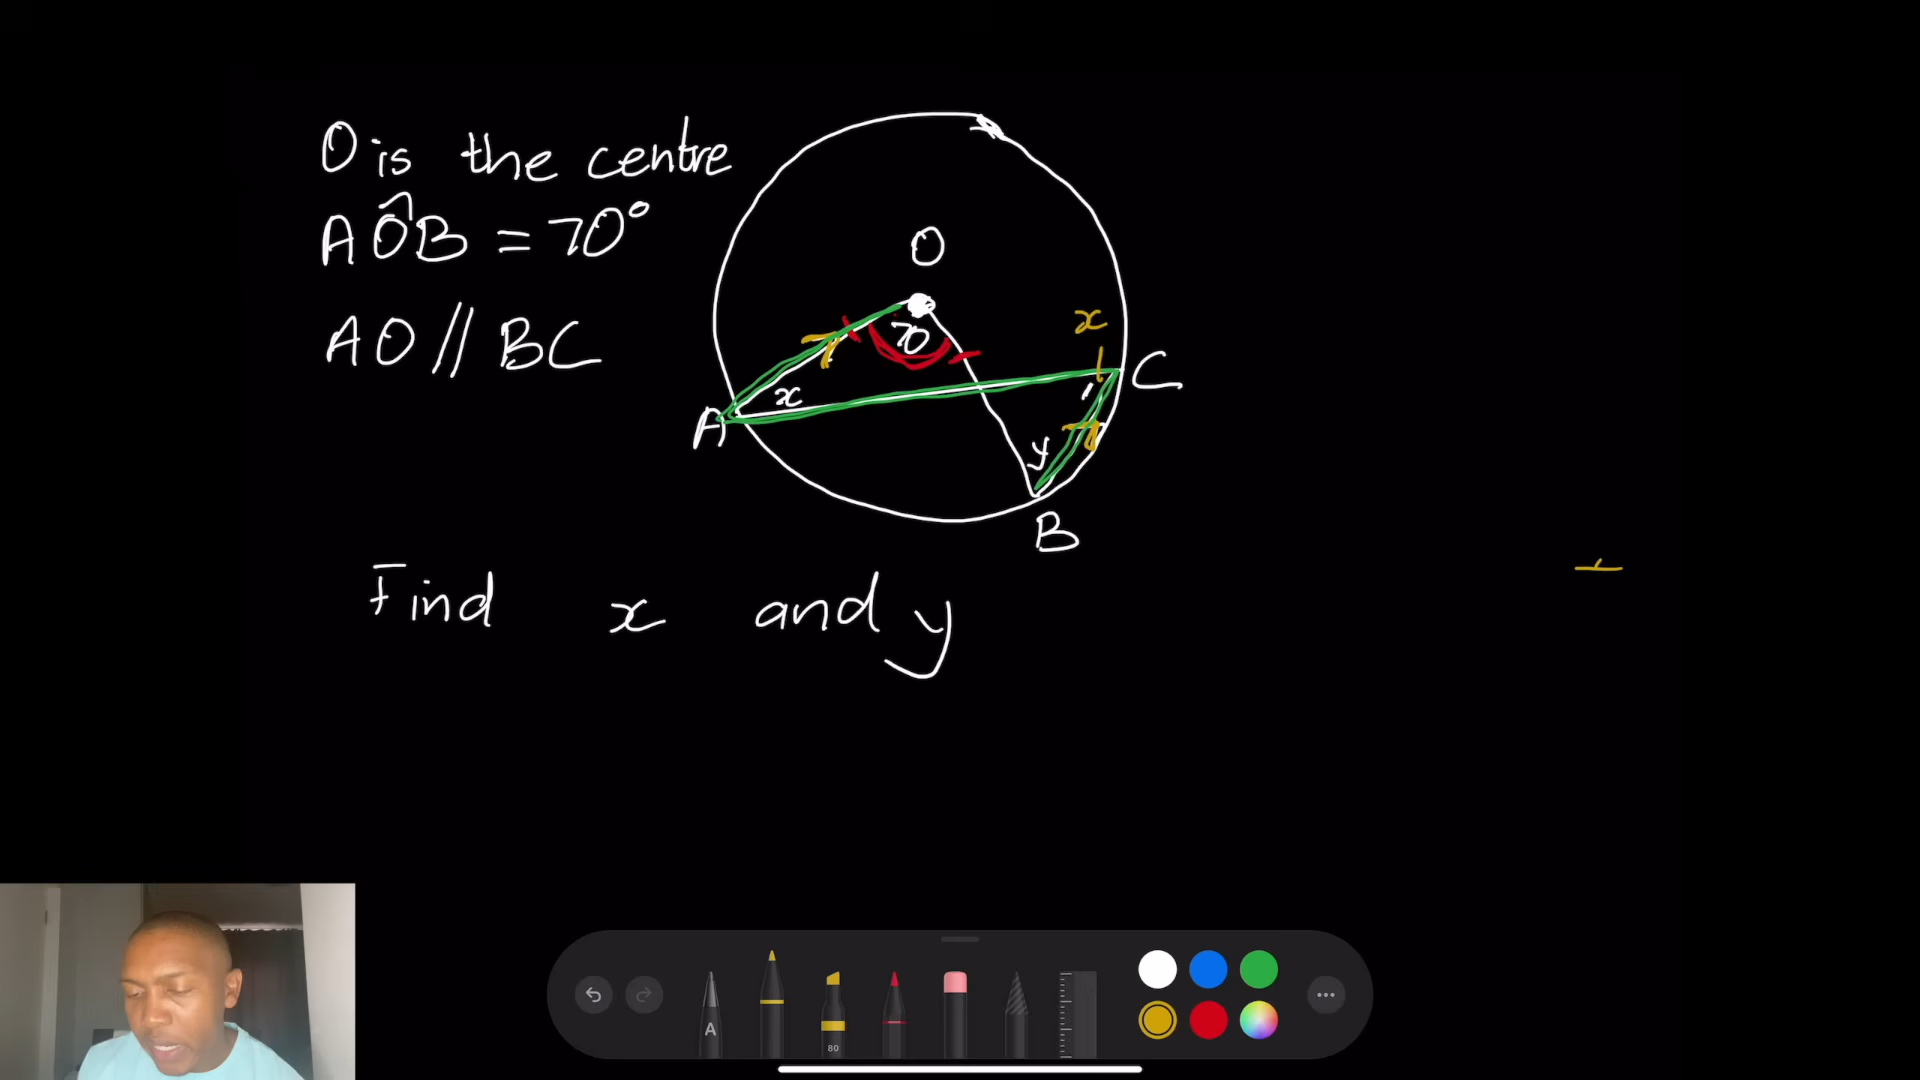 O is the centre
AÔB = 70°
AO // BC
O
70
x
x
C
A
y
B
Find x and y
A
80